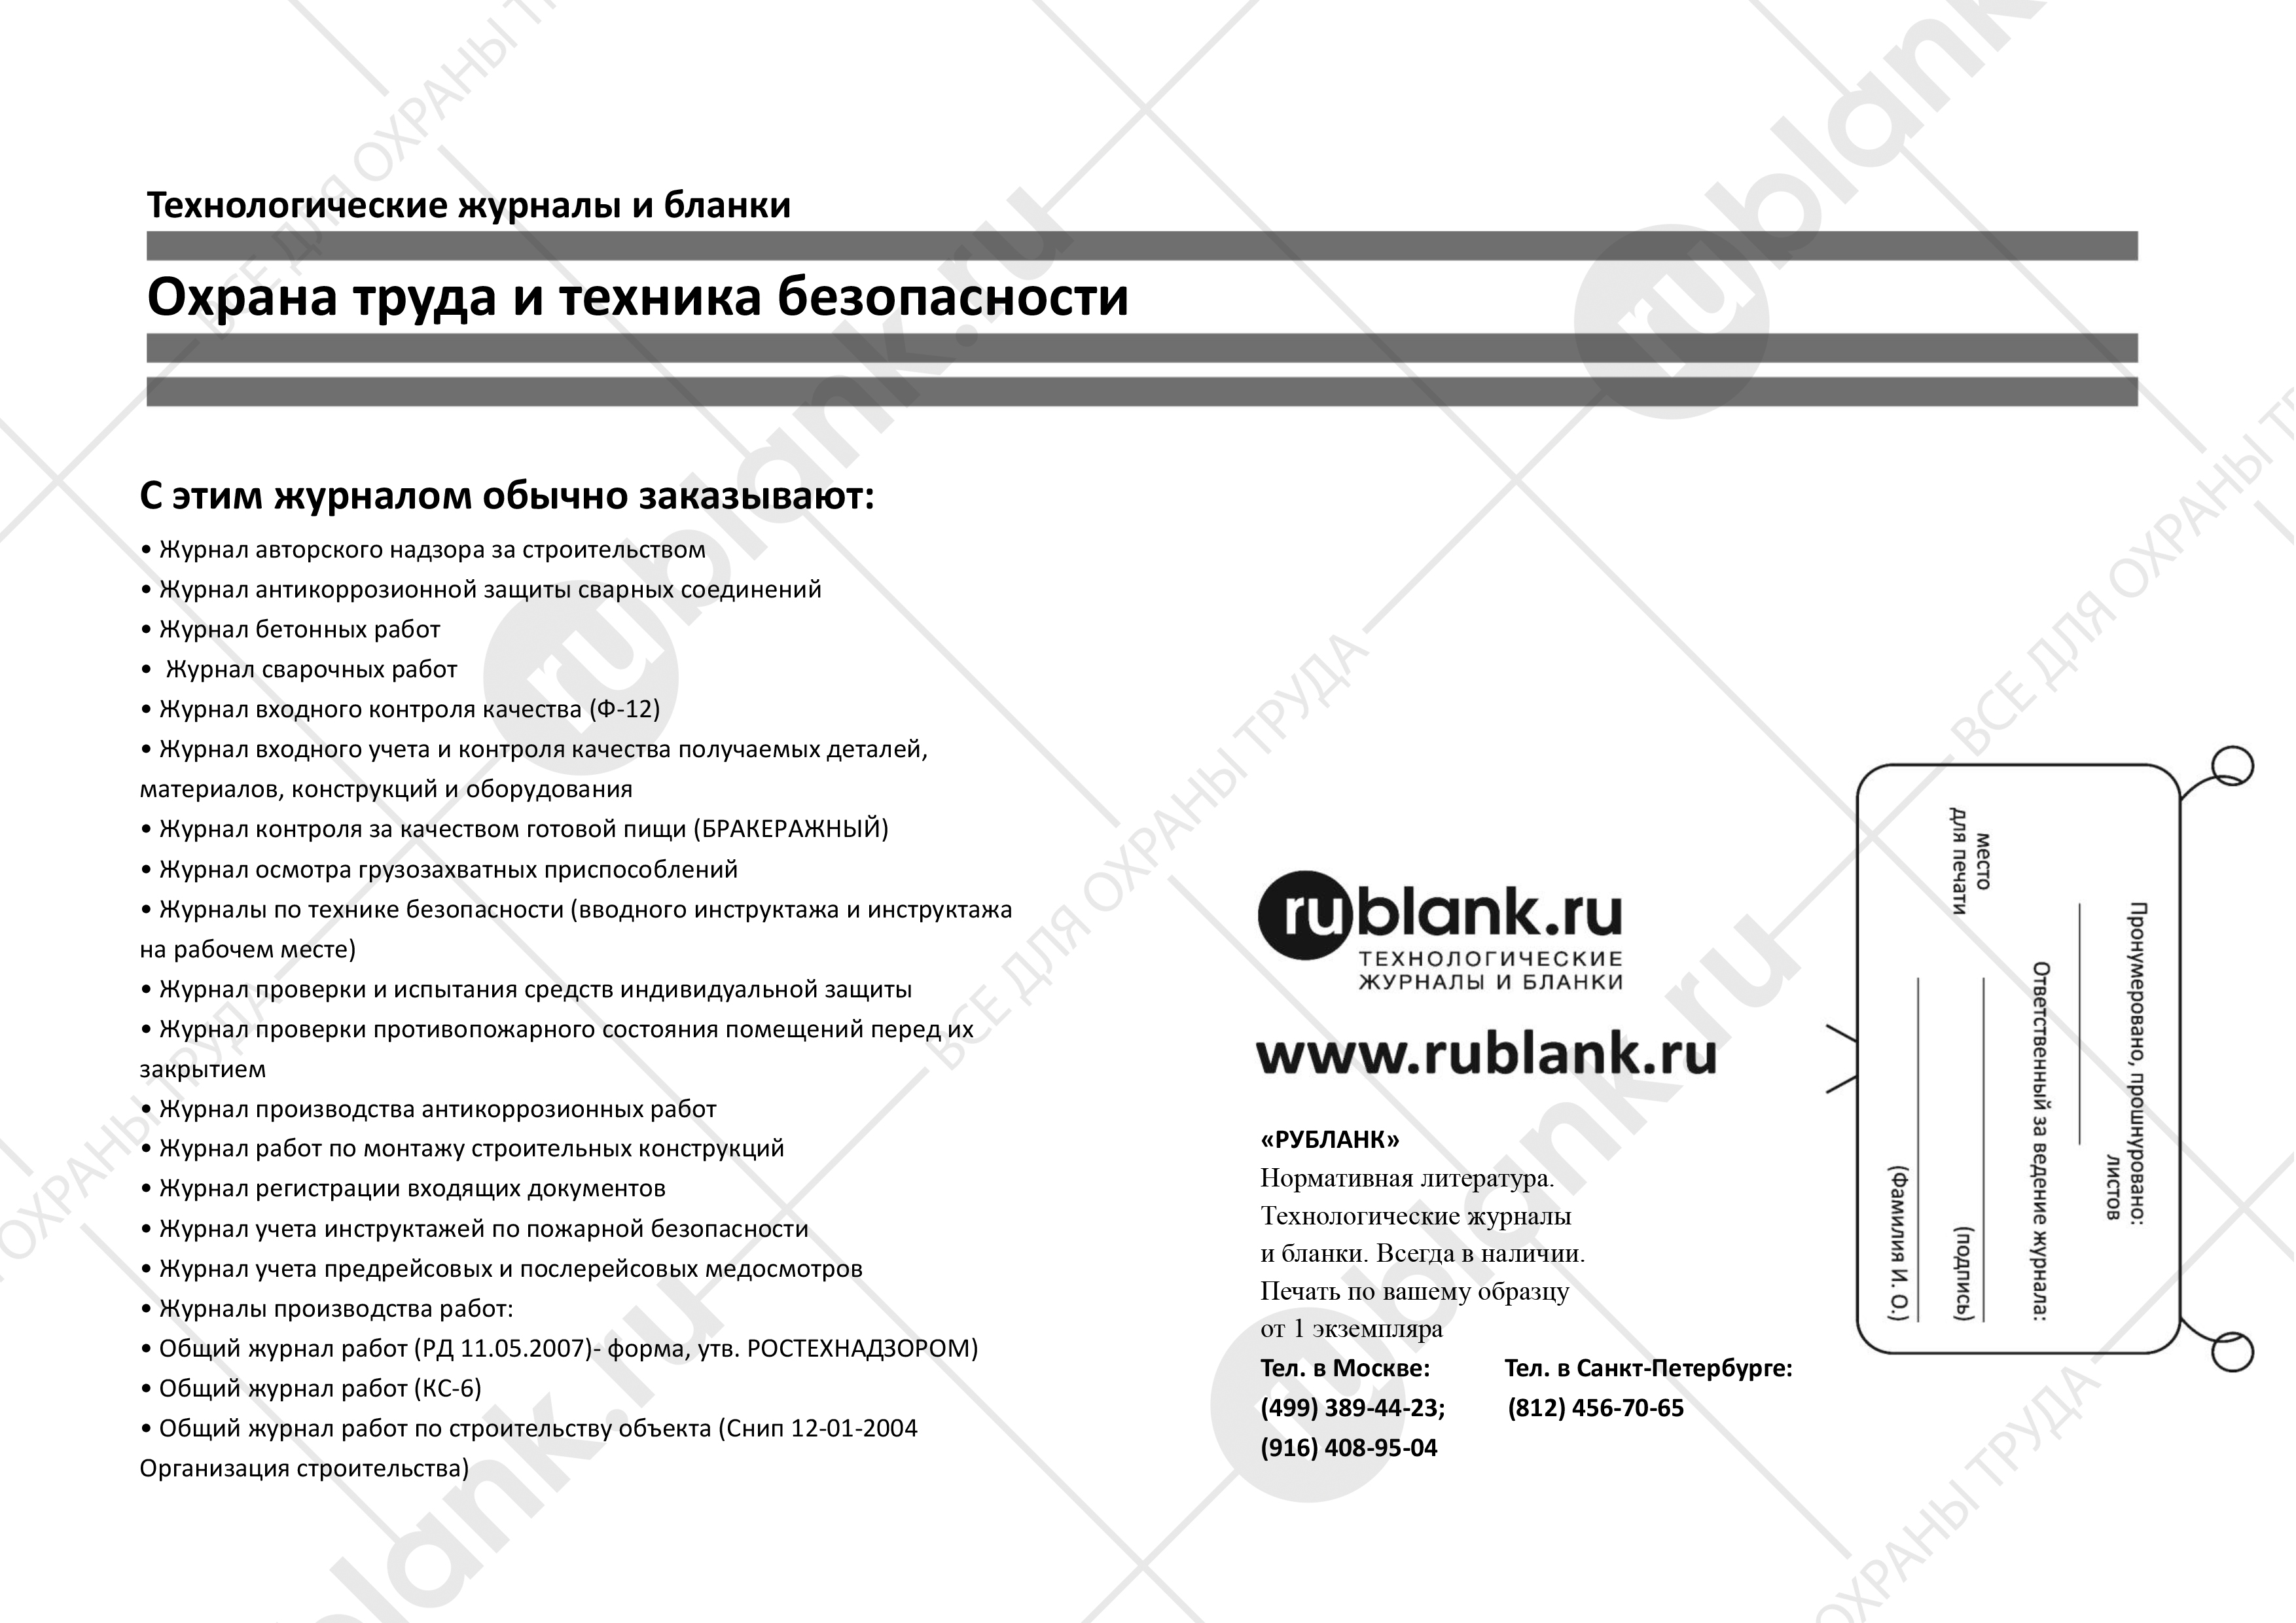 Технологические журналы и бланки
Охрана труда и техника безопасности
С этим журналом обычно заказывают:
• Журнал авторского надзора за строительством
• Журнал антикоррозионной защиты сварных соединений
• Журнал бетонных работ
•  Журнал сварочных работ
• Журнал входного контроля качества (Ф-12)
• Журнал входного учета и контроля качества получаемых деталей,
материалов, конструкций и оборудования
• Журнал контроля за качеством готовой пищи (БРАКЕРАЖНЫЙ)
• Журнал осмотра грузозахватных приспособлений
• Журналы по технике безопасности (вводного инструктажа и инструктажа
на рабочем месте)
• Журнал проверки и испытания средств индивидуальной защиты
• Журнал проверки противопожарного состояния помещений перед их
закрытием
• Журнал производства антикоррозионных работ
• Журнал работ по монтажу строительных конструкций
• Журнал регистрации входящих документов
• Журнал учета инструктажей по пожарной безопасности
• Журнал учета предрейсовых и послерейсовых медосмотров
• Журналы производства работ:
• Общий журнал работ (РД 11.05.2007)- форма, утв. РОСТЕХНАДЗОРОМ)
• Общий журнал работ (КС-6)
• Общий журнал работ по строительству объекта (Снип 12-01-2004
Организация строительства)
rublank.ru
ТЕХНОЛОГИЧЕСКИЕ
ЖУРНАЛЫ И БЛАНКИ
www.rublank.ru
«РУБЛАНК»
Нормативная литература.
Технологические журналы
и бланки. Всегда в наличии.
Печать по вашему образцу
от 1 экземпляра
Тел. в Москве: Тел. в Санкт-Петербурге:
(499) 389-44-23; (812) 456-70-65
(916) 408-95-04
Пронумеровано, прошнуровано:
листов
Ответственный за ведение журнала:
место
для печати
(подпись)
(Фамилия И. О.)
rublank.ru
ВСЕ ДЛЯ ОХРАНЫ ТРУДА